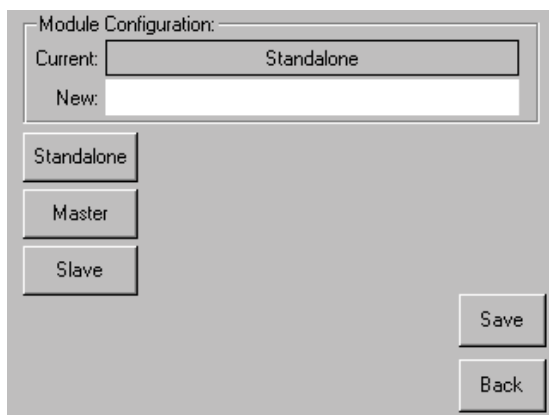 Module Configuration:
Current: Standalone
New:
Standalone
Master
Slave
Save
Back